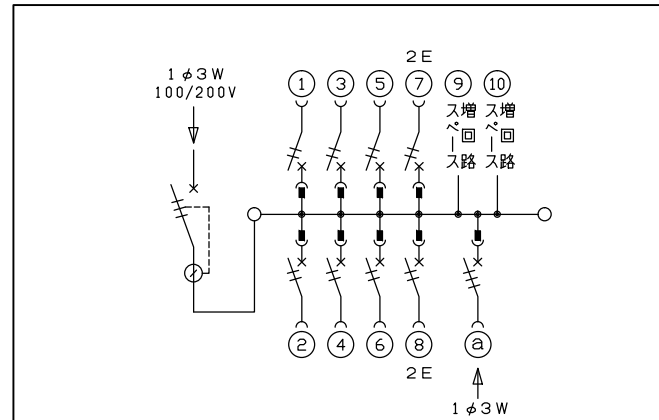 2E
1φ3W
100/200V
① ③ ⑤ ⑦ ⑨ ⑩
増回路
スペース
増回路
スペース
② ④ ⑥ ⑧ ⓐ
2E
1φ3W